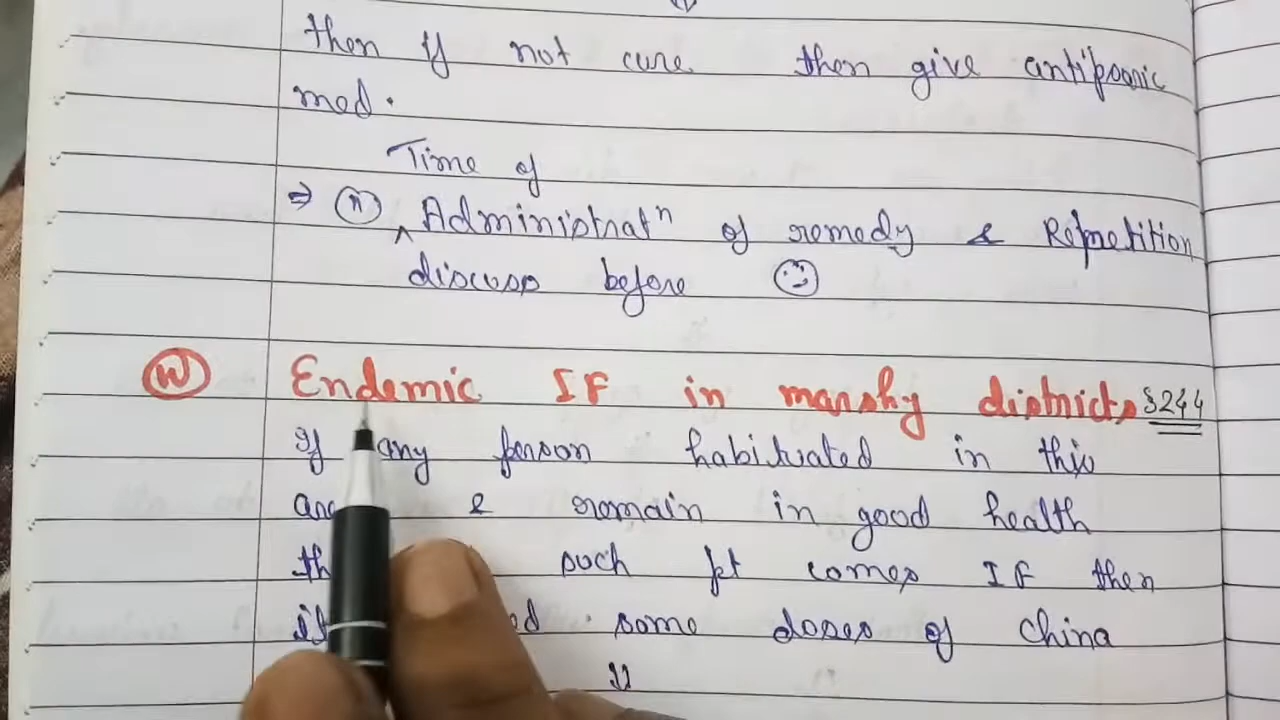 then if not cure then give antipsoric
med.
Time of
⇒ (n) ^ Administratⁿ of remedy & Repetition
discuss before
(W) Endemic IF in marshy districts §244
If any person habituated in this
& remain in good health
such pt comes IF then
some doses of China